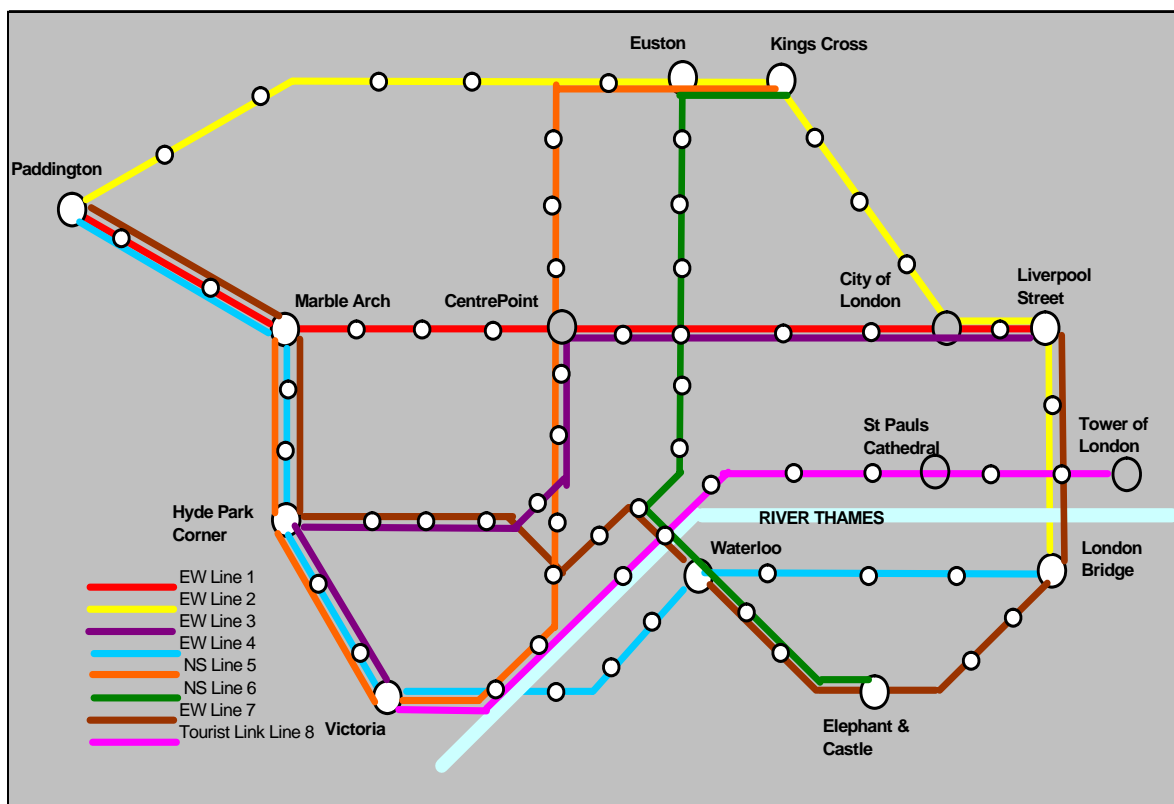 Euston
Kings Cross
Paddington
Marble Arch
CentrePoint
City of
London
Liverpool
Street
St Pauls
Cathedral
Tower of
London
Hyde Park
Corner
RIVER THAMES
Waterloo
London
Bridge
EW Line 1
EW Line 2
EW Line 3
EW Line 4
NS Line 5
NS Line 6
EW Line 7
Tourist Link Line 8
Victoria
Elephant &
Castle